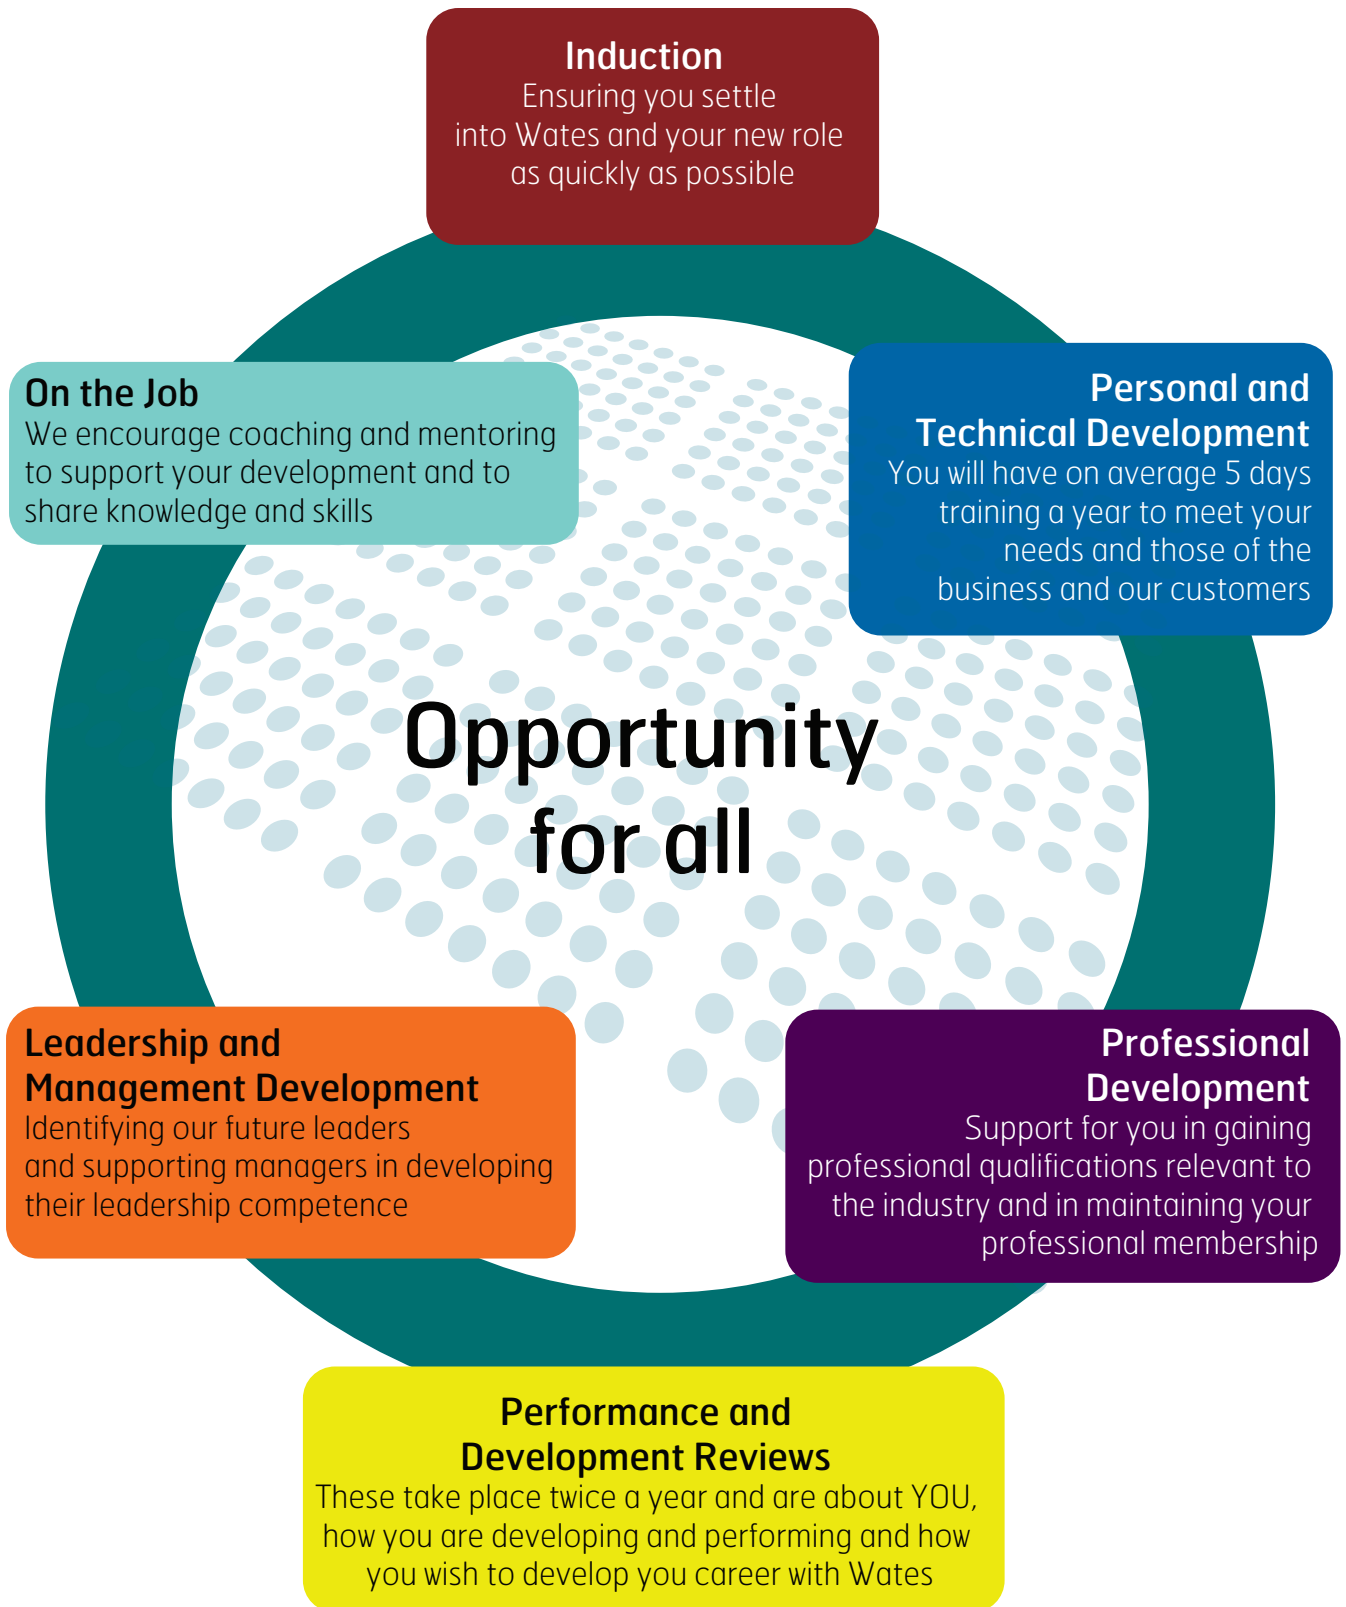 Induction
Ensuring you settle
into Wates and your new role
as quickly as possible
On the Job
We encourage coaching and mentoring
to support your development and to
share knowledge and skills
Personal and
Technical Development
You will have on average 5 days
training a year to meet your
needs and those of the
business and our customers
Opportunity
for all
Leadership and
Management Development
Identifying our future leaders
and supporting managers in developing
their leadership competence
Professional
Development
Support for you in gaining
professional qualifications relevant to
the industry and in maintaining your
professional membership
Performance and
Development Reviews
These take place twice a year and are about YOU,
how you are developing and performing and how
you wish to develop you career with Wates